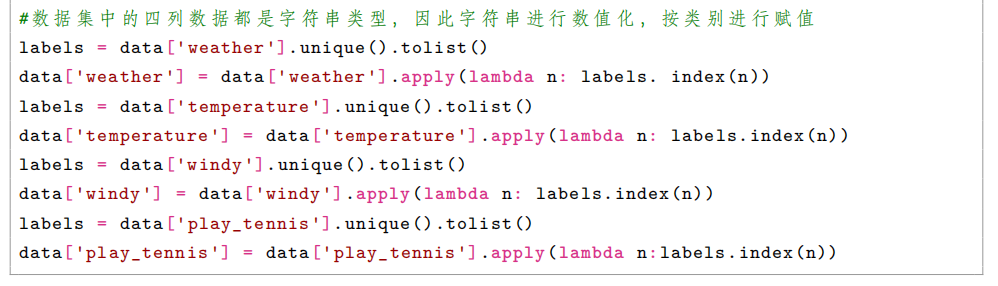 #数据集中的四列数据都是字符串类型，因此字符串进行数值化，按类别进行赋值
labels = data['weather'].unique().tolist()
data['weather'] = data['weather'].apply(lambda n: labels. index(n))
labels = data['temperature'].unique().tolist()
data['temperature'] = data['temperature'].apply(lambda n: labels.index(n))
labels = data['windy'].unique().tolist()
data['windy'] = data['windy'].apply(lambda n: labels.index(n))
labels = data['play_tennis'].unique().tolist()
data['play_tennis'] = data['play_tennis'].apply(lambda n:labels.index(n))